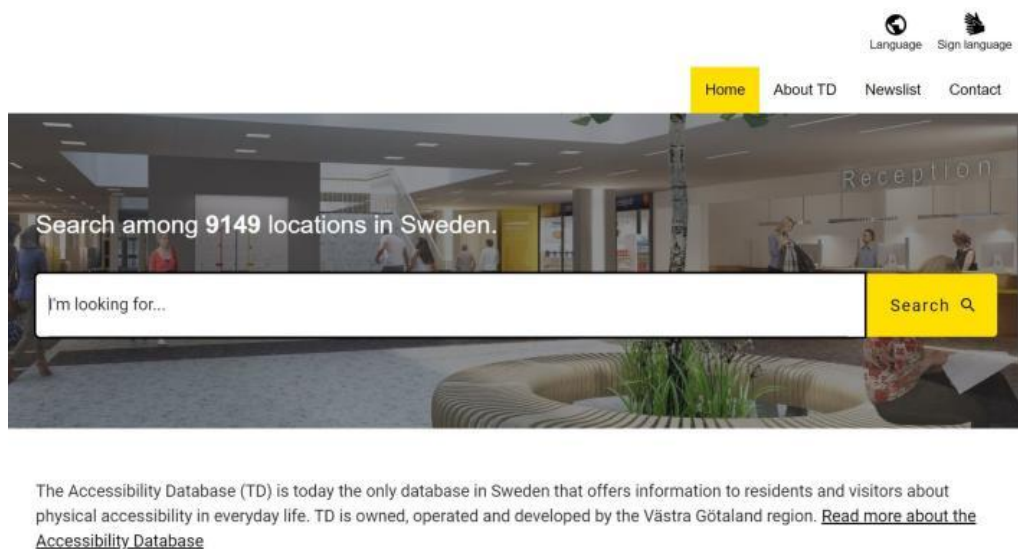 Language Sign language
Home About TD Newslist Contact
Reception
Search among 9149 locations in Sweden.
I'm looking for...
Search
The Accessibility Database (TD) is today the only database in Sweden that offers information to residents and visitors about
physical accessibility in everyday life. TD is owned, operated and developed by the Västra Götaland region. Read more about the
Accessibility Database